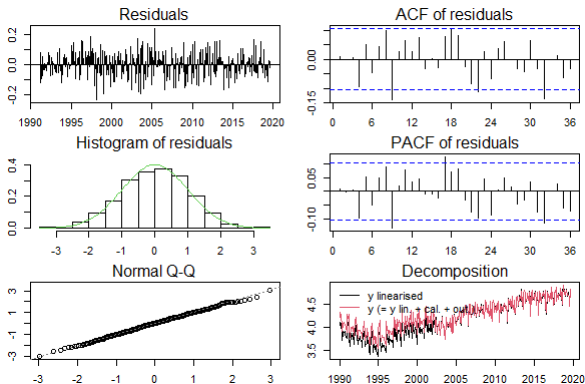 Residuals
0.2
0.0
-0.2
1990 1995 2000 2005 2010 2015 2020
ACF of residuals
0.00
-0.15
0 6 12 18 24 30 36
Histogram of residuals
0.4
0.2
0.0
-3 -2 -1 0 1 2 3
PACF of residuals
0.05
-0.10
0 6 12 18 24 30 36
Normal Q-Q
3
1
-1
-3
-3 -2 -1 0 1 2 3
Decomposition
y linearised
y (= y lin. + cal. + out.)
4.5
4.0
3.5
1990 1995 2000 2005 2010 2015 2020